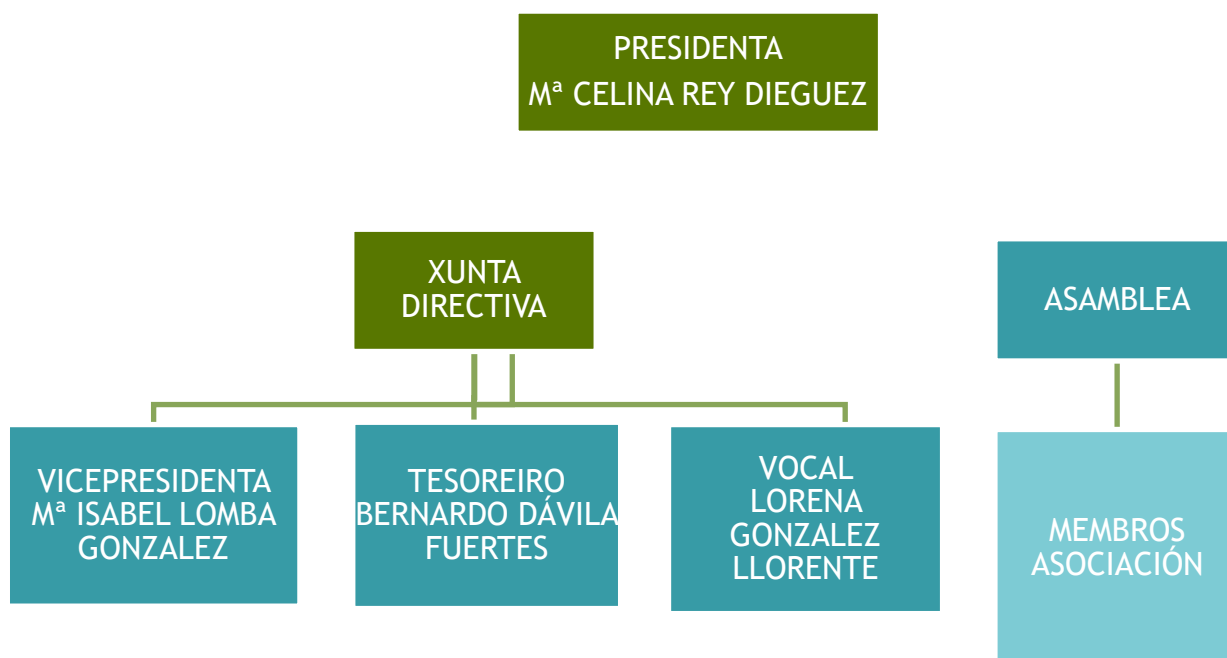 PRESIDENTA
Mª CELINA REY DIEGUEZ
XUNTA
DIRECTIVA
ASAMBLEA
VICEPRESIDENTA
Mª ISABEL LOMBA
GONZALEZ
TESOREIRO
BERNARDO DÁVILA
FUERTES
VOCAL
LORENA
GONZALEZ
LLORENTE
MEMBROS
ASOCIACIÓN